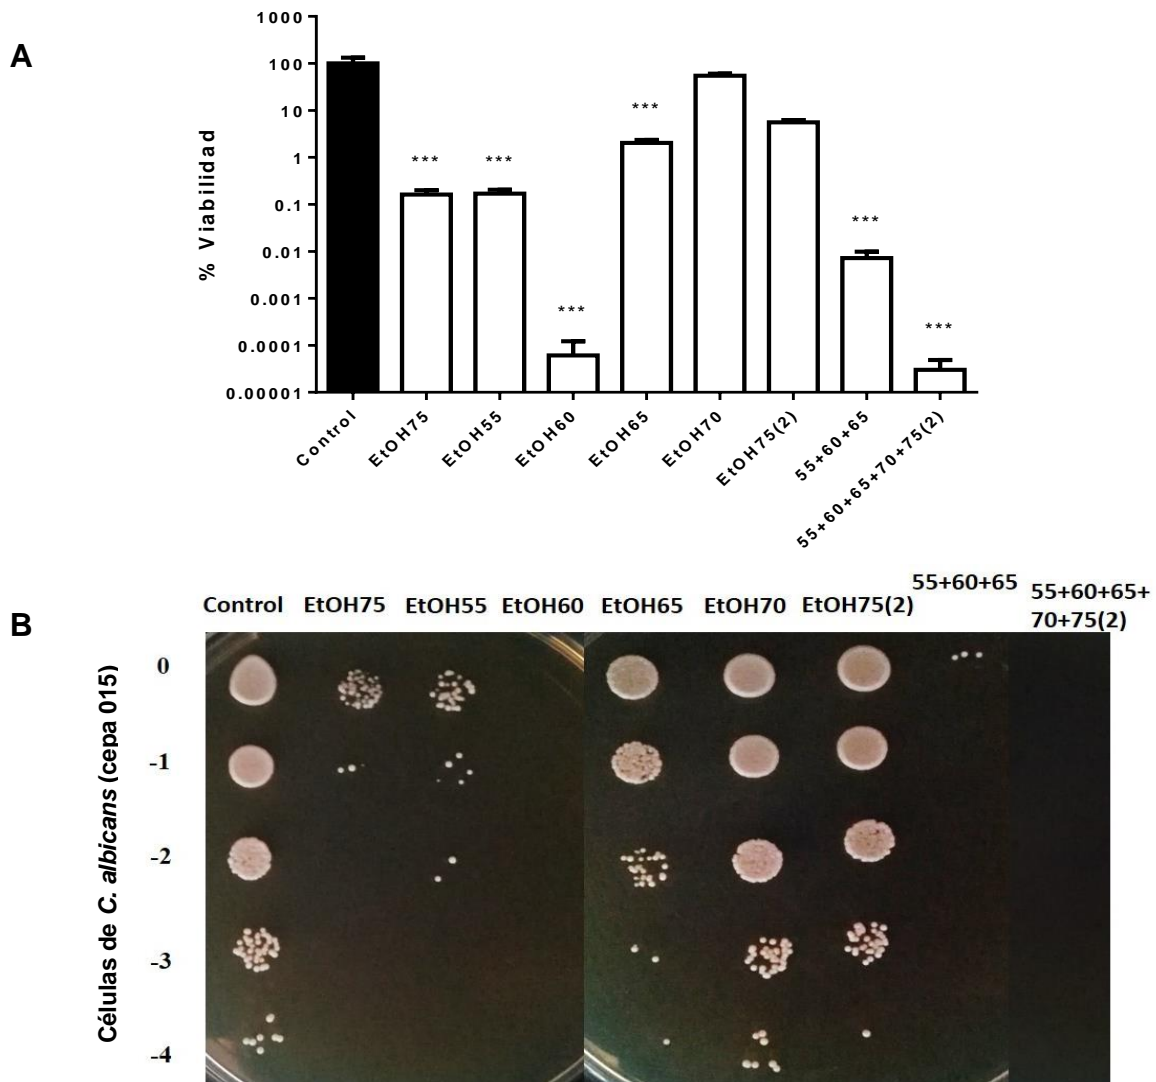 A
% Viabilidad
1000
100
10
1
0.1
0.01
0.001
0.0001
0.00001
***
***
***
***
***
***
Control
EtOH75
EtOH55
EtOH60
EtOH65
EtOH70
EtOH75(2)
55+60+65
55+60+65+70+75(2)
B
Control EtOH75 EtOH55 EtOH60 EtOH65 EtOH70 EtOH75(2) 55+60+65 55+60+65+
70+75(2)
Células de C. albicans (cepa 015)
0
-1
-2
-3
-4